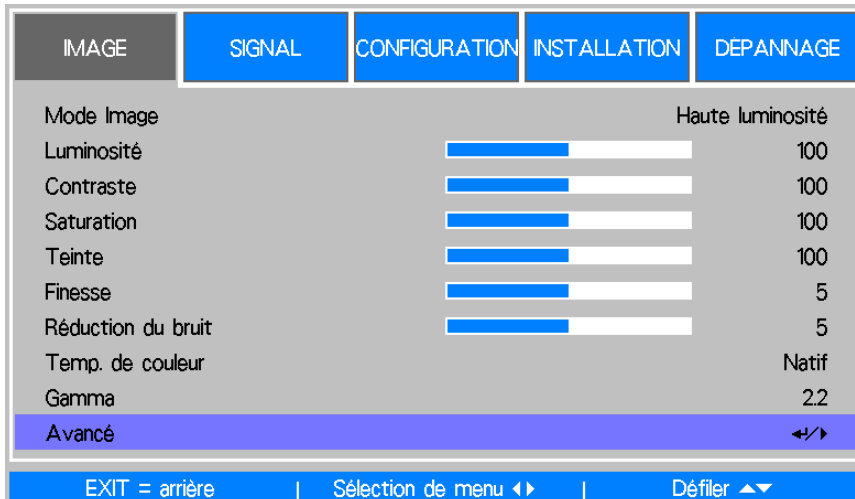 IMAGE SIGNAL CONFIGURATION INSTALLATION DÉPANNAGE
Mode Image Haute luminosité
Luminosité 100
Contraste 100
Saturation 100
Teinte 100
Finesse 5
Réduction du bruit 5
Temp. de couleur Natif
Gamma 2.2
Avancé ↵/▶
EXIT = arrière | Sélection de menu ◀▶ | Défiler ▲▼